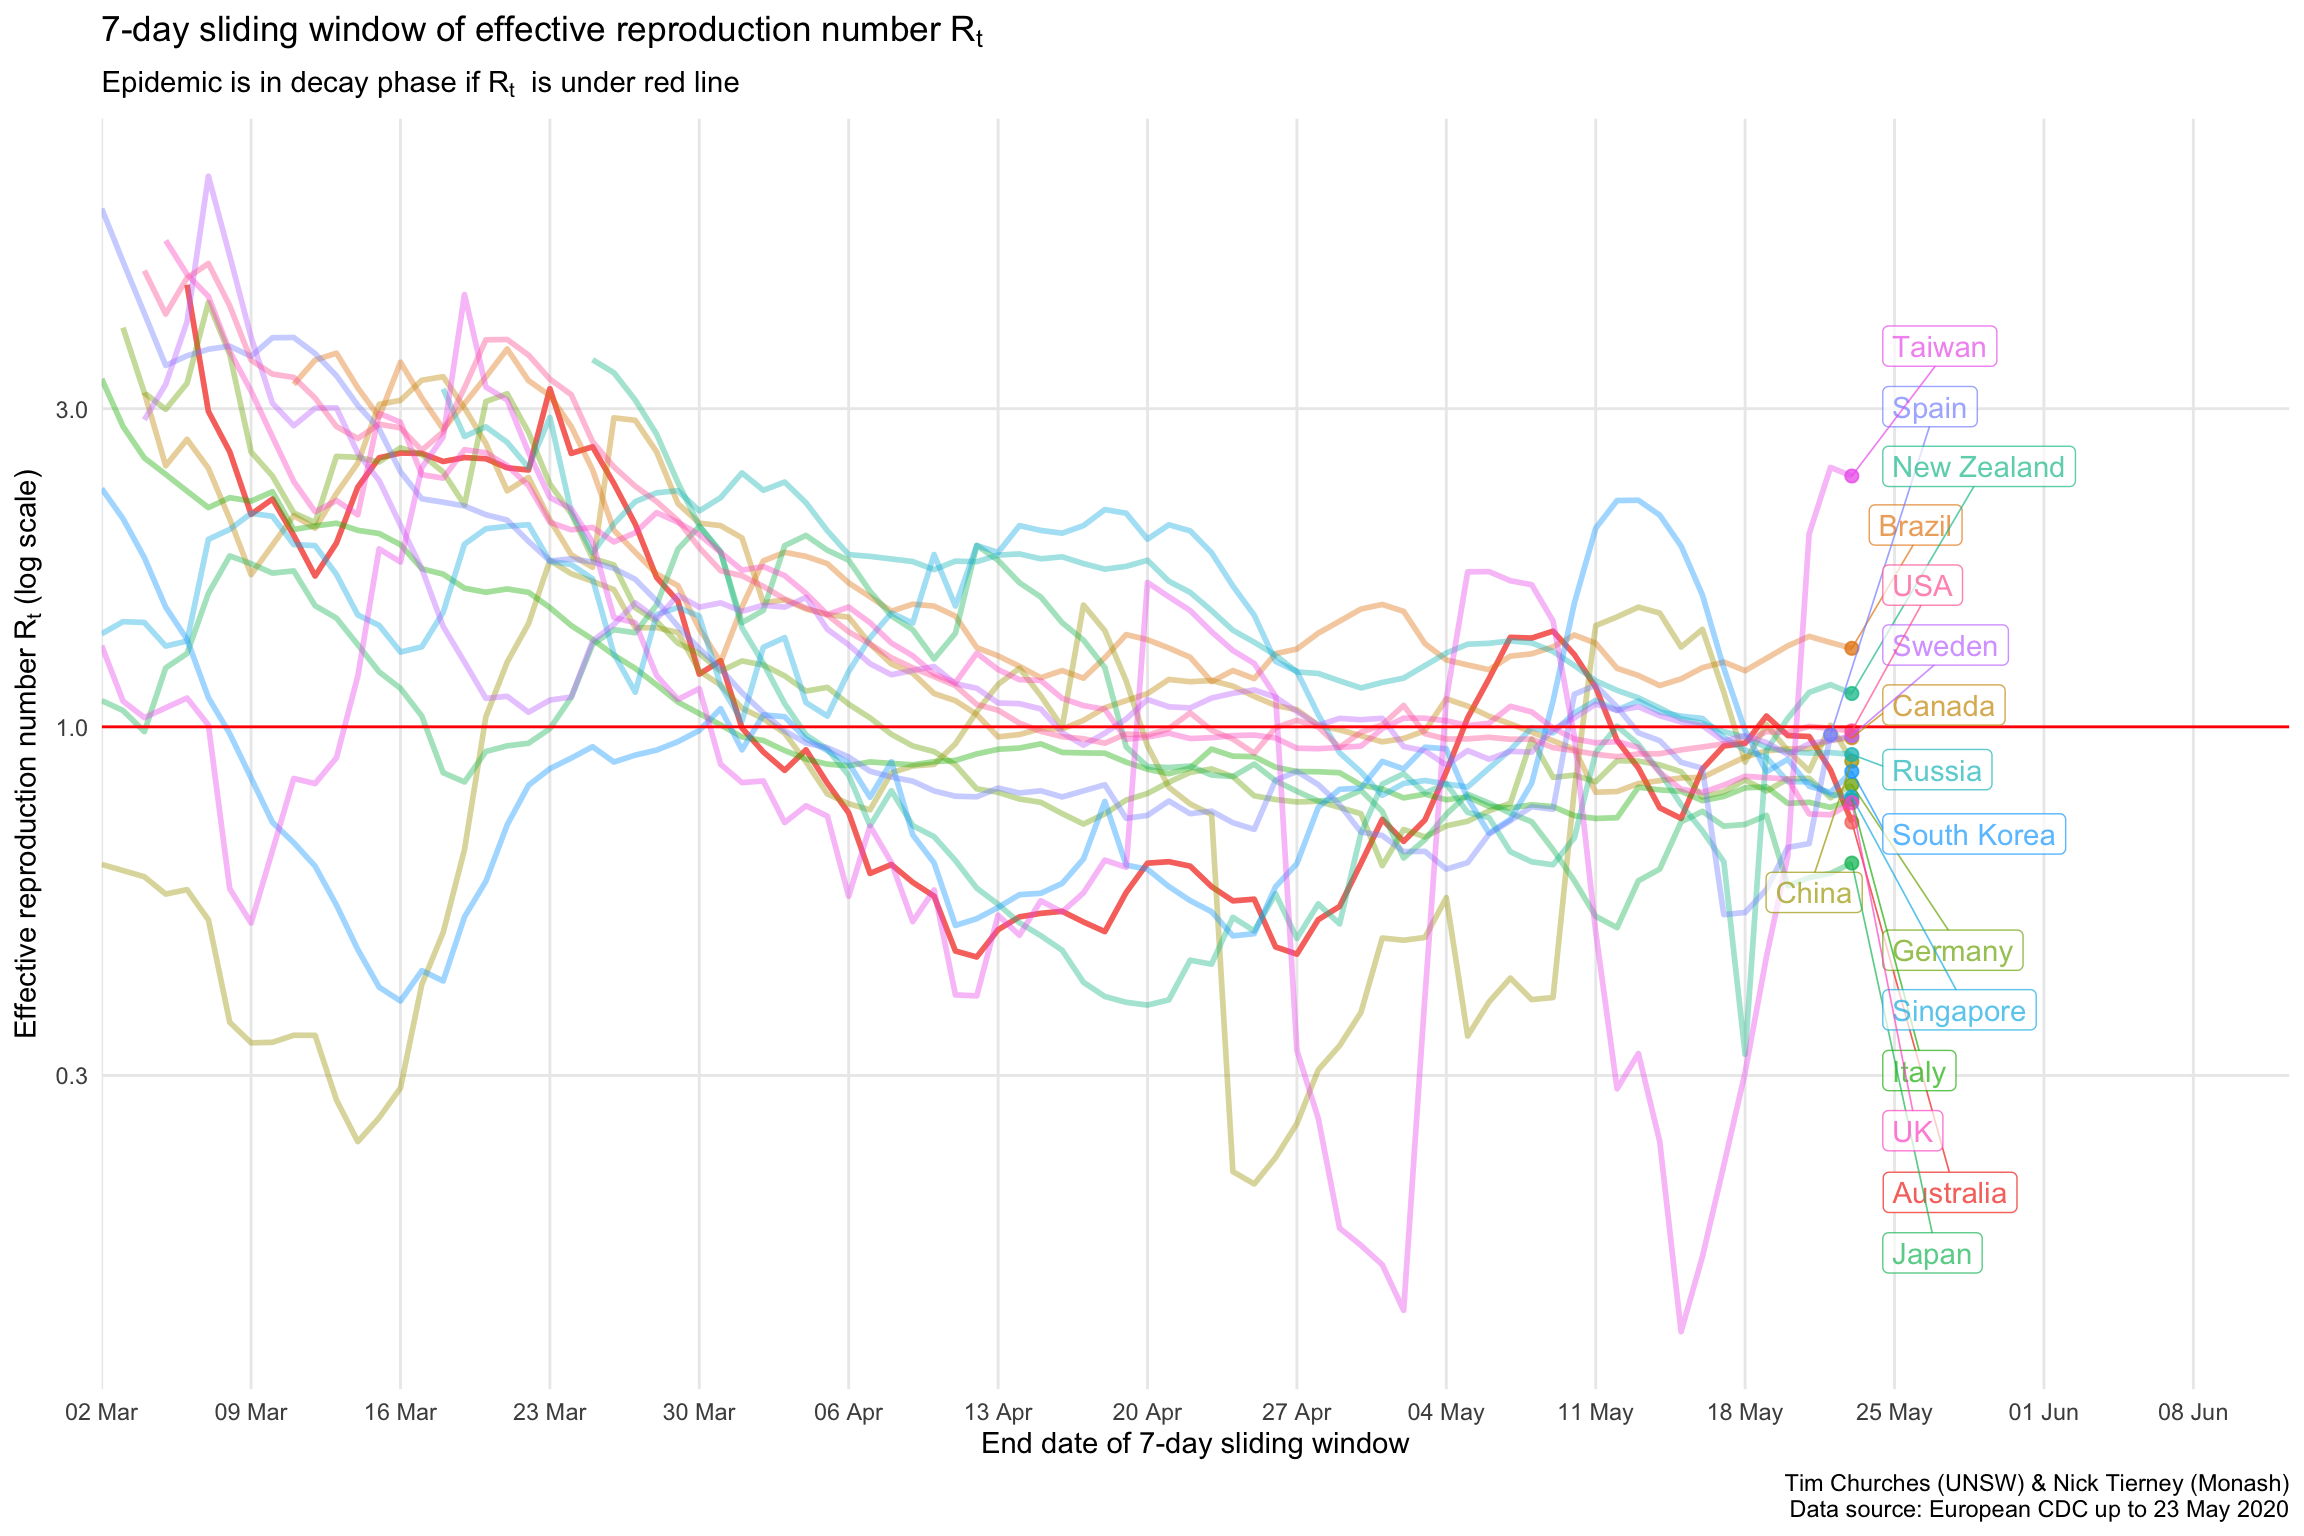 7-day sliding window of effective reproduction number Rt
Epidemic is in decay phase if Rt is under red line
Effective reproduction number Rt (log scale)
3.0
1.0
0.3
Taiwan
Spain
New Zealand
Brazil
USA
Sweden
Canada
Russia
South Korea
China
Germany
Singapore
Italy
UK
Australia
Japan
02 Mar
09 Mar
16 Mar
23 Mar
30 Mar
06 Apr
13 Apr
20 Apr
27 Apr
04 May
11 May
18 May
25 May
01 Jun
08 Jun
End date of 7-day sliding window
Tim Churches (UNSW) & Nick Tierney (Monash)
Data source: European CDC up to 23 May 2020